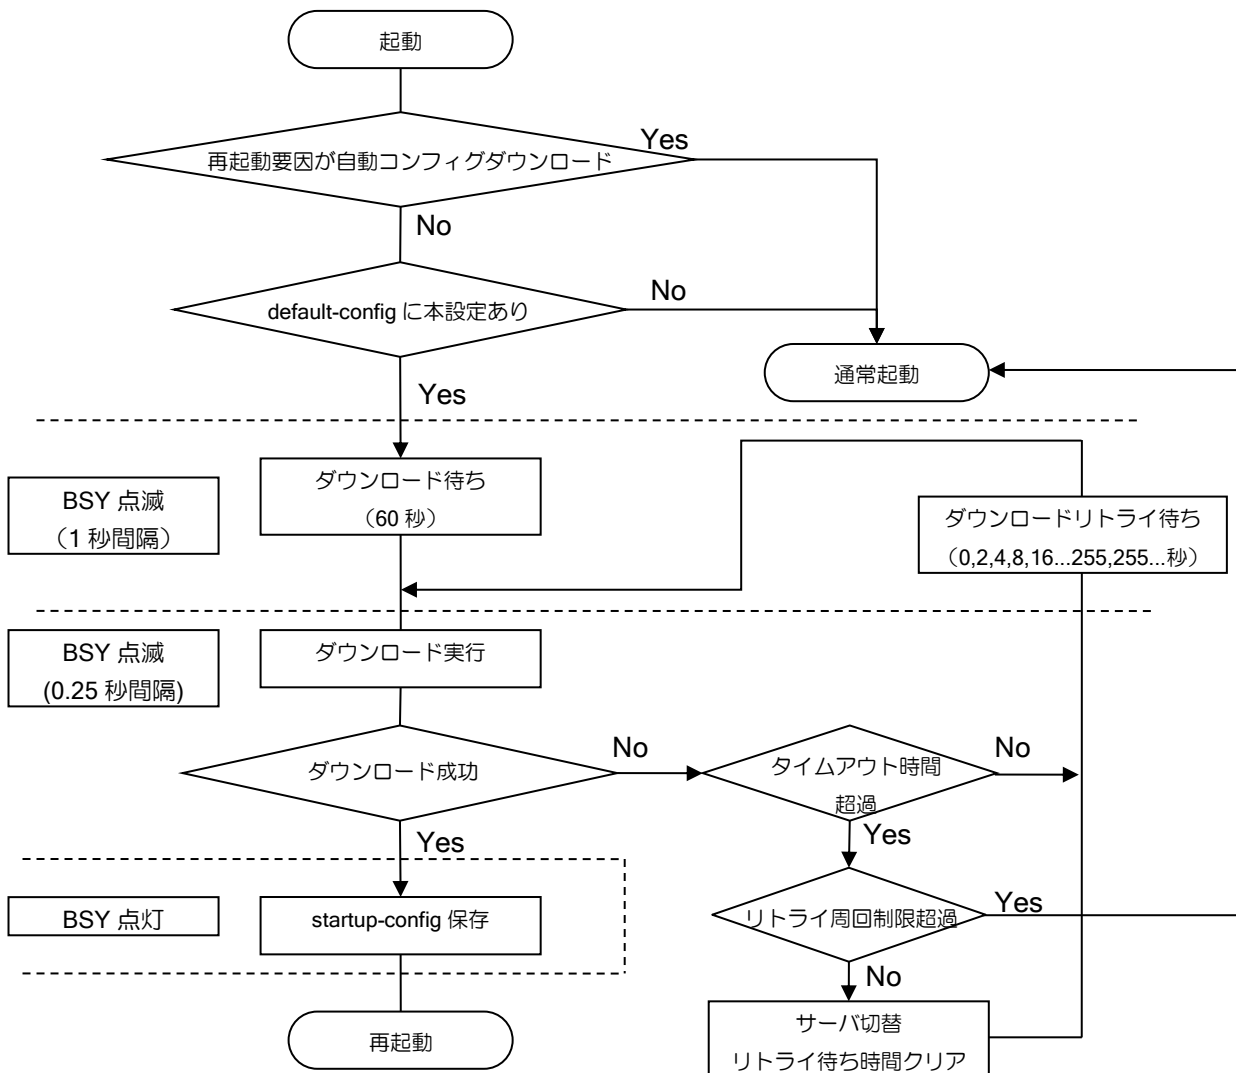 起動
再起動要因が自動コンフィグダウンロード
Yes
No
default-config に本設定あり
No
通常起動
Yes
BSY 点滅
（1 秒間隔）
ダウンロード待ち
（60 秒）
ダウンロードリトライ待ち
（0,2,4,8,16...255,255...秒）
BSY 点滅
(0.25 秒間隔)
ダウンロード実行
ダウンロード成功
No
タイムアウト時間
超過
No
Yes
Yes
BSY 点灯
startup-config 保存
リトライ周回制限超過
Yes
No
再起動
サーバ切替
リトライ待ち時間クリア